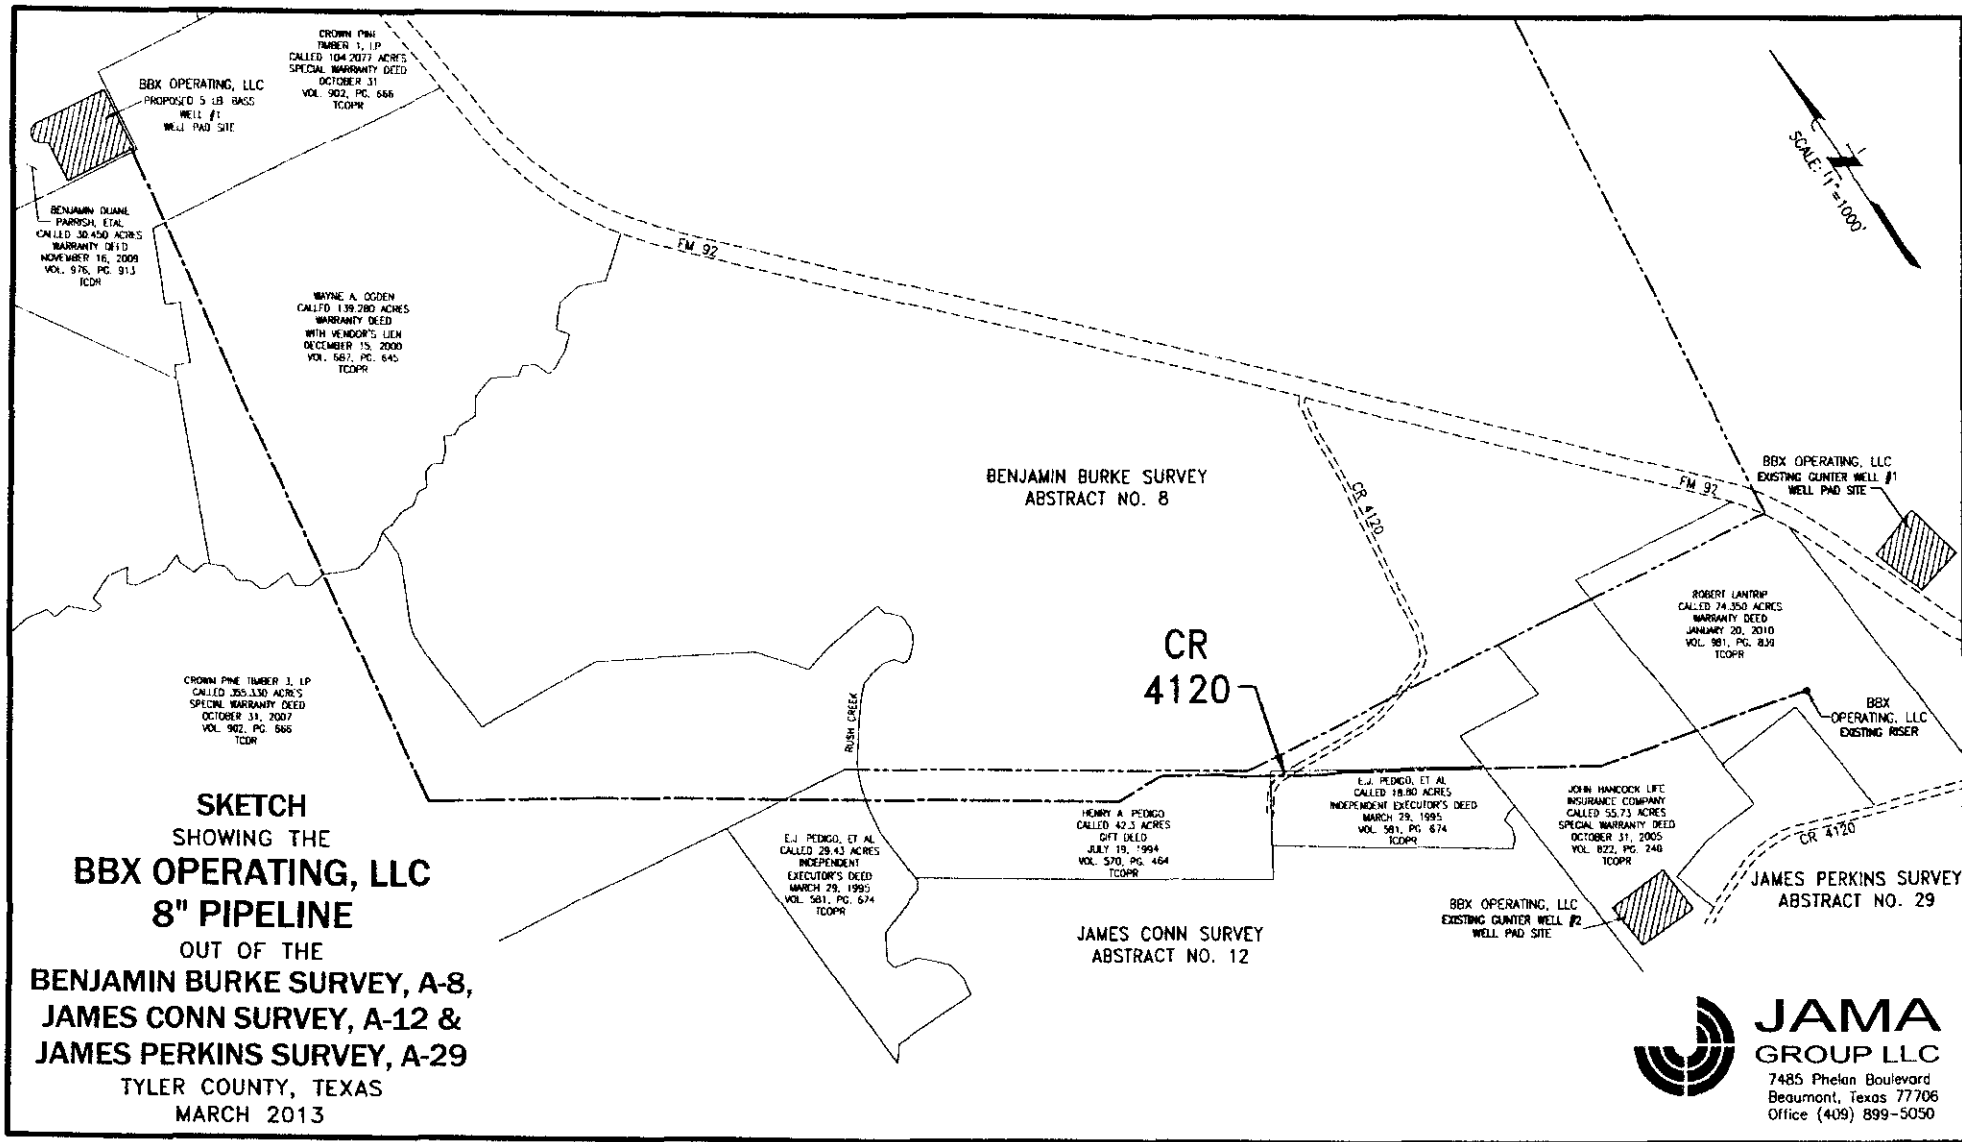 CROWN PINE
TIMBER 1, LP
CALLED 104.2077 ACRES
SPECIAL WARRANTY DEED
OCTOBER 31
VOL. 902, PG. 666
TCOPR
BBX OPERATING, LLC
PROPOSED 5 LB BASS
WELL #1
WELL PAD SITE
BENJAMIN DUANE
PARRISH, ETAL
CALLED 30.450 ACRES
WARRANTY DEED
NOVEMBER 16, 2009
VOL. 976, PG. 913
TCDR
WAYNE A. OGDEN
CALLED 139.280 ACRES
WARRANTY DEED
WITH VENDOR'S LIEN
DECEMBER 15, 2000
VOL. 687, PG. 645
TCOPR
FM 92
SCALE: 1"=1000'
BENJAMIN BURKE SURVEY
ABSTRACT NO. 8
CR 4120
FM 92
BBX OPERATING, LLC
EXISTING GUNTER WELL #1
WELL PAD SITE
ROBERT LANTRIP
CALLED 74.350 ACRES
WARRANTY DEED
JANUARY 20, 2010
VOL. 981, PG. 839
TCOPR
CR
4120
CROWN PINE TIMBER 3, LP
CALLED 355.330 ACRES
SPECIAL WARRANTY DEED
OCTOBER 31, 2007
VOL. 902, PG. 666
TCDR
RUSH CREEK
BBX
OPERATING, LLC
EXISTING RISER
E.J. PEDIGO, ET AL
CALLED 29.43 ACRES
INDEPENDENT
EXECUTOR'S DEED
MARCH 29, 1995
VOL. 581, PG. 674
TCOPR
HENRY A. PEDIGO
CALLED 42.3 ACRES
GIFT DEED
JULY 19, 1994
VOL. 570, PG. 464
TCOPR
E.J. PEDIGO, ET AL
CALLED 18.80 ACRES
INDEPENDENT EXECUTOR'S DEED
MARCH 29, 1995
VOL. 581, PG. 674
TCOPR
JOHN HANCOCK LIFE
INSURANCE COMPANY
CALLED 55.73 ACRES
SPECIAL WARRANTY DEED
OCTOBER 31, 2005
VOL. 822, PG. 240
TCOPR
CR 4120
JAMES PERKINS SURVEY
ABSTRACT NO. 29
BBX OPERATING, LLC
EXISTING GUNTER WELL #2
WELL PAD SITE
JAMES CONN SURVEY
ABSTRACT NO. 12
SKETCH
SHOWING THE
BBX OPERATING, LLC
8" PIPELINE
OUT OF THE
BENJAMIN BURKE SURVEY, A-8,
JAMES CONN SURVEY, A-12 &
JAMES PERKINS SURVEY, A-29
TYLER COUNTY, TEXAS
MARCH 2013
JAMA
GROUP LLC
7485 Phelan Boulevard
Beaumont, Texas 77706
Office (409) 899-5050